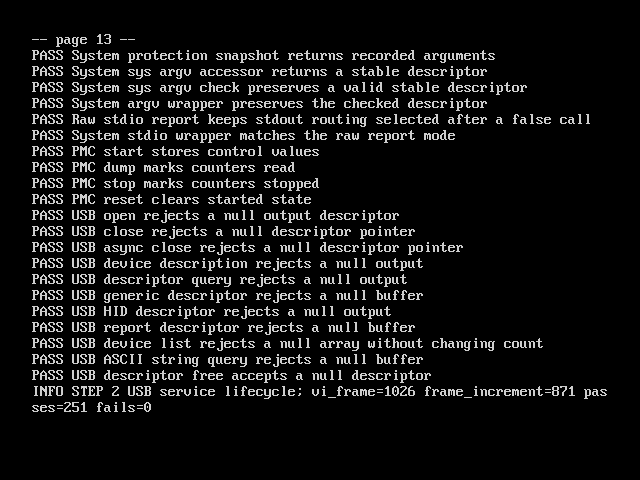 -- page 13 --
PASS System protection snapshot returns recorded arguments
PASS System sys argv accessor returns a stable descriptor
PASS System sys argv check preserves a valid stable descriptor
PASS System argv wrapper preserves the checked descriptor
PASS Raw stdio report keeps stdout routing selected after a false call
PASS System stdio wrapper matches the raw report mode
PASS PMC start stores control values
PASS PMC dump marks counters read
PASS PMC stop marks counters stopped
PASS PMC reset clears started state
PASS USB open rejects a null output descriptor
PASS USB close rejects a null descriptor pointer
PASS USB async close rejects a null descriptor pointer
PASS USB device description rejects a null output
PASS USB descriptor query rejects a null output
PASS USB generic descriptor rejects a null buffer
PASS USB HID descriptor rejects a null output
PASS USB report descriptor rejects a null buffer
PASS USB device list rejects a null array without changing count
PASS USB ASCII string query rejects a null buffer
PASS USB descriptor free accepts a null descriptor
INFO STEP 2 USB service lifecycle; vi_frame=1026 frame_increment=871 pas
ses=251 fails=0